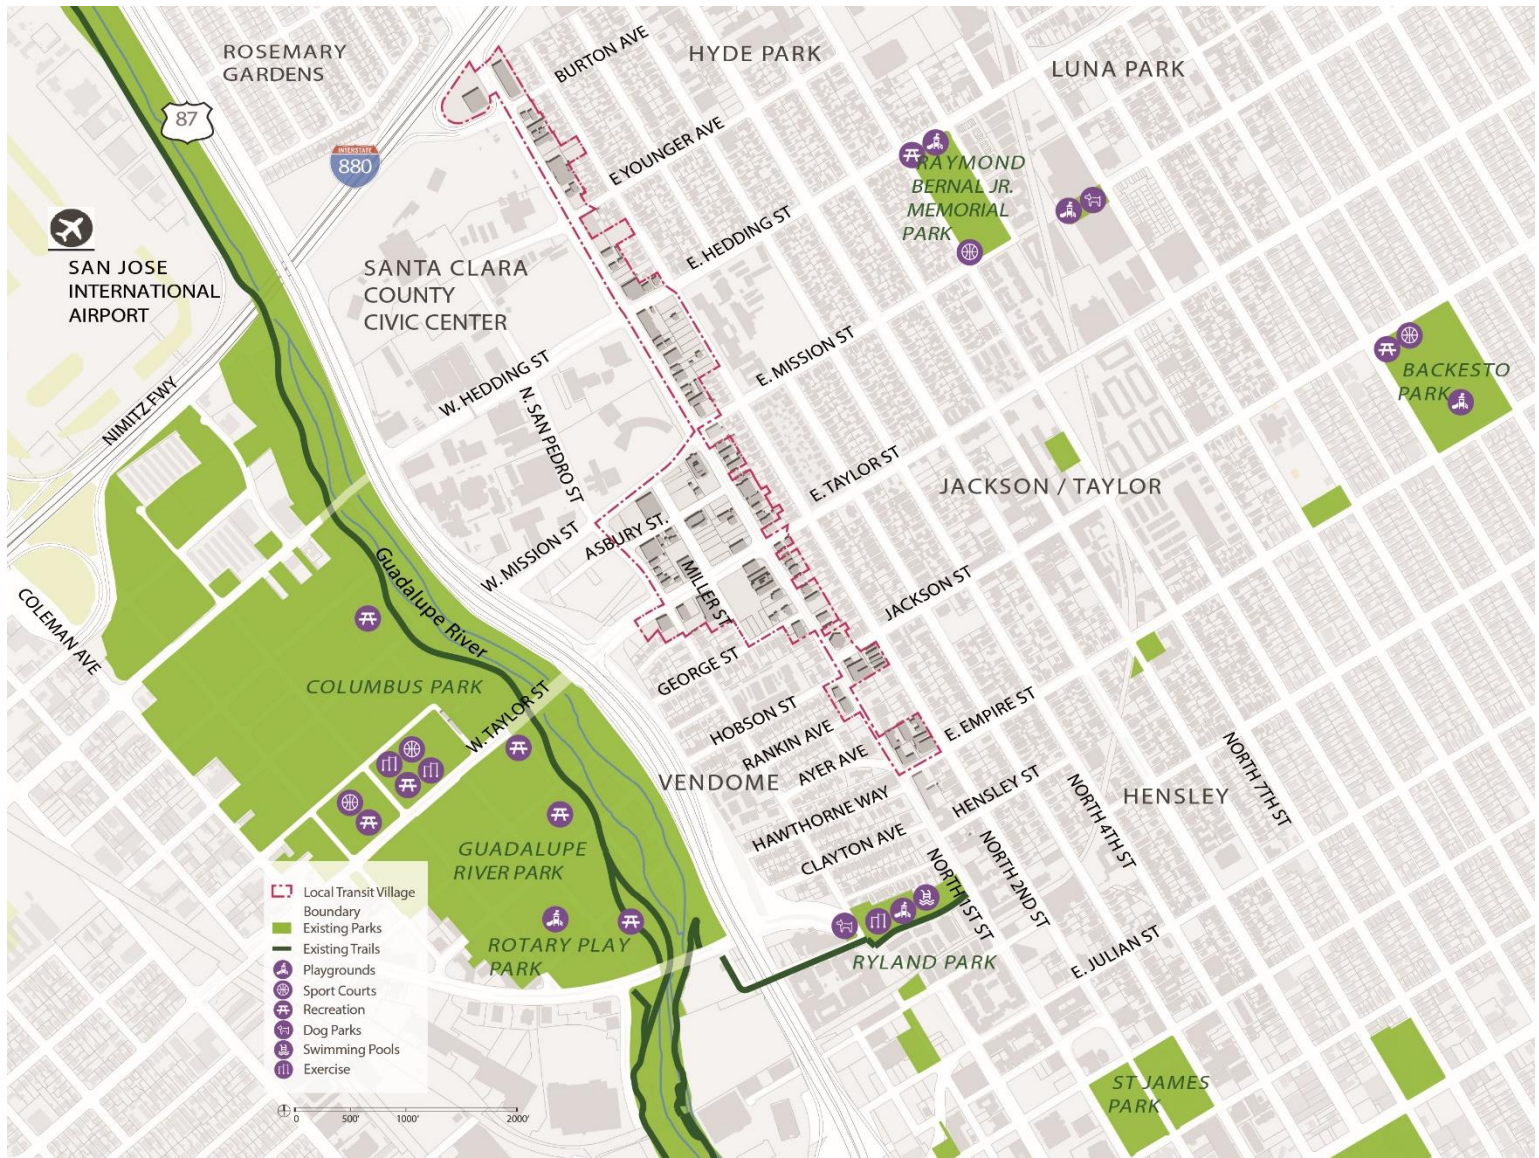 ROSEMARY
GARDENS
BURTON AVE
HYDE PARK
LUNA PARK
87
INTERSTATE
880
E YOUNGER AVE
RAYMOND
BERNAL JR.
MEMORIAL
PARK
E. HEDDING ST
SAN JOSE
INTERNATIONAL
AIRPORT
SANTA CLARA
COUNTY
CIVIC CENTER
E. MISSION ST
BACKESTO
PARK
NIMITZ FWY
W. HEDDING ST
N. SAN PEDRO ST
E. TAYLOR ST
JACKSON / TAYLOR
W. MISSION ST
ASBURY ST.
MILLER ST.
Guadalupe River
JACKSON ST
COLEMAN AVE
GEORGE ST
COLUMBUS PARK
W. TAYLOR ST
HOBSON ST
E. EMPIRE ST
RANKIN AVE
AYER AVE
NORTH 7TH ST
VENDOME
HENSLEY ST
HENSLEY
HAWTHORNE WAY
NORTH 4TH ST
CLAYTON AVE
GUADALUPE
RIVER PARK
NORTH 1ST ST
NORTH 2ND ST
ROTARY PLAY
PARK
RYLAND PARK
E. JULIAN ST
ST JAMES
PARK
Local Transit Village
Boundary
Existing Parks
Existing Trails
Playgrounds
Sport Courts
Recreation
Dog Parks
Swimming Pools
Exercise
0 500' 1000' 2000'